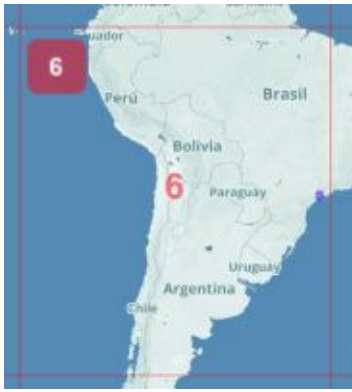 Ecuador
6
Perú
Brasil
Bolivia
6
Paraguay
Uruguay
Argentina
Chile